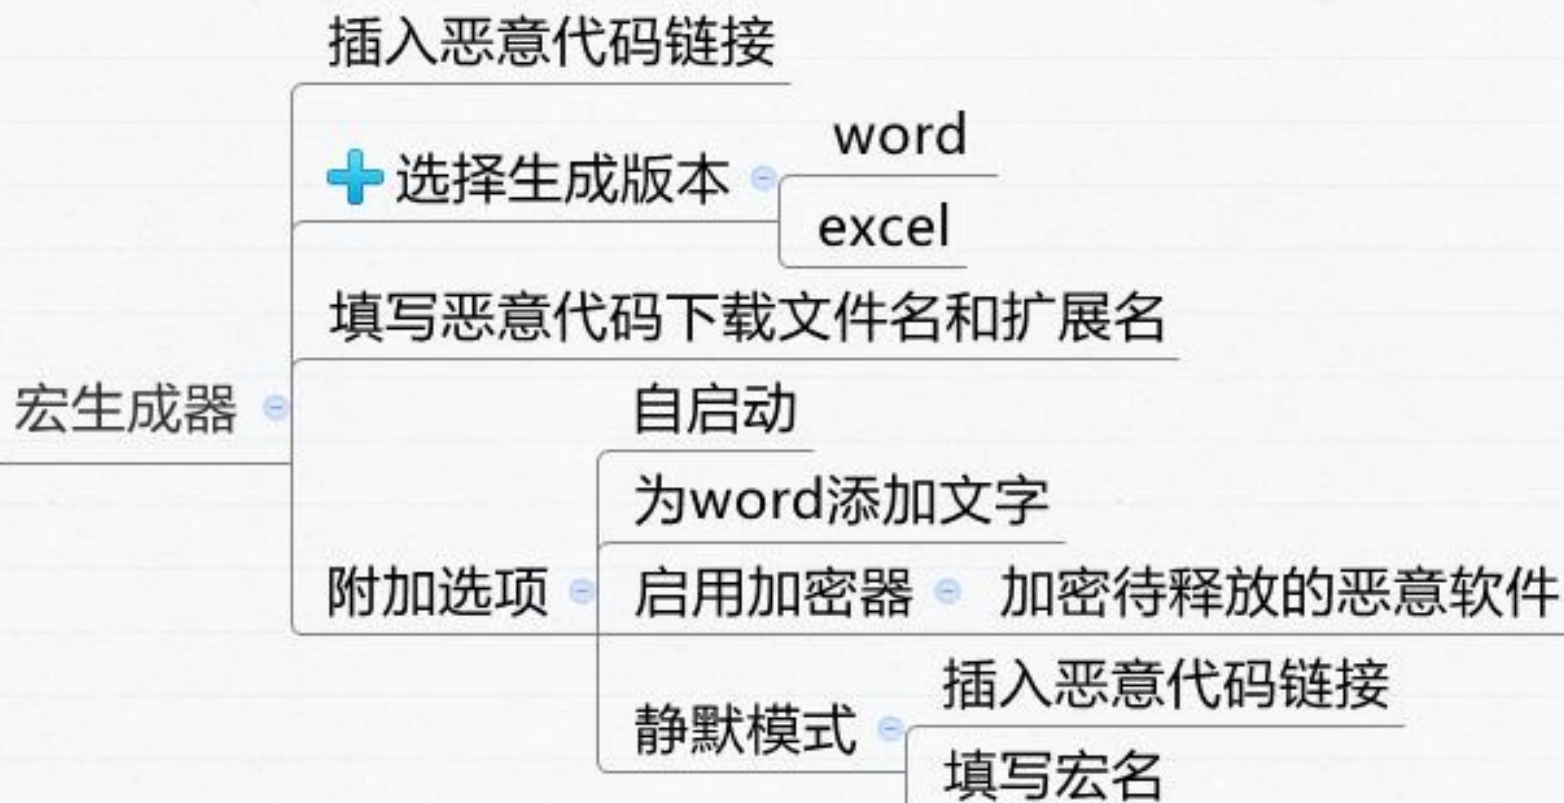 插入恶意代码链接
word
选择生成版本
excel
填写恶意代码下载文件名和扩展名
宏生成器
自启动
为word添加文字
附加选项
启用加密器
加密待释放的恶意软件
插入恶意代码链接
静默模式
填写宏名